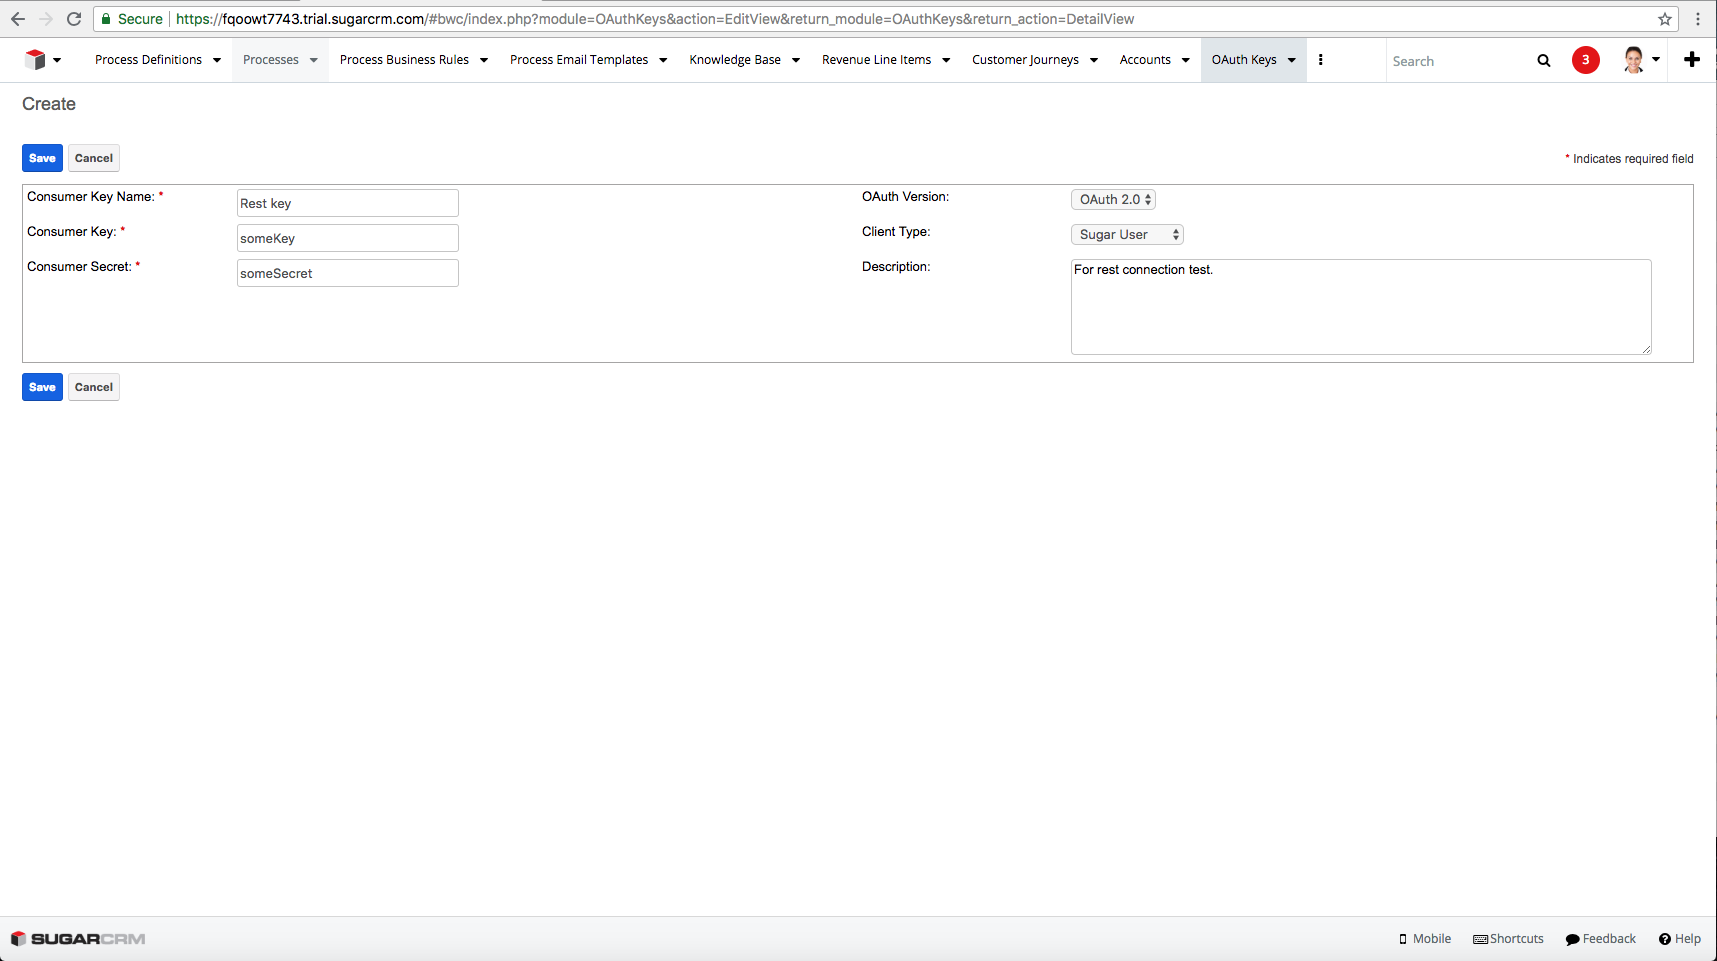 Secure https://fqoowt7743.trial.sugarcrm.com/#bwc/index.php?module=OAuthKeys&action=EditView&return_module=OAuthKeys&return_action=DetailView
Process Definitions Processes Process Business Rules Process Email Templates Knowledge Base Revenue Line Items Customer Journeys Accounts OAuth Keys Search 3
Create
Save Cancel * Indicates required field
Consumer Key Name: * Rest key OAuth Version: OAuth 2.0
Consumer Key: * someKey Client Type: Sugar User
Consumer Secret: * someSecret Description: For rest connection test.
Save Cancel
SUGARCRM Mobile Shortcuts Feedback Help